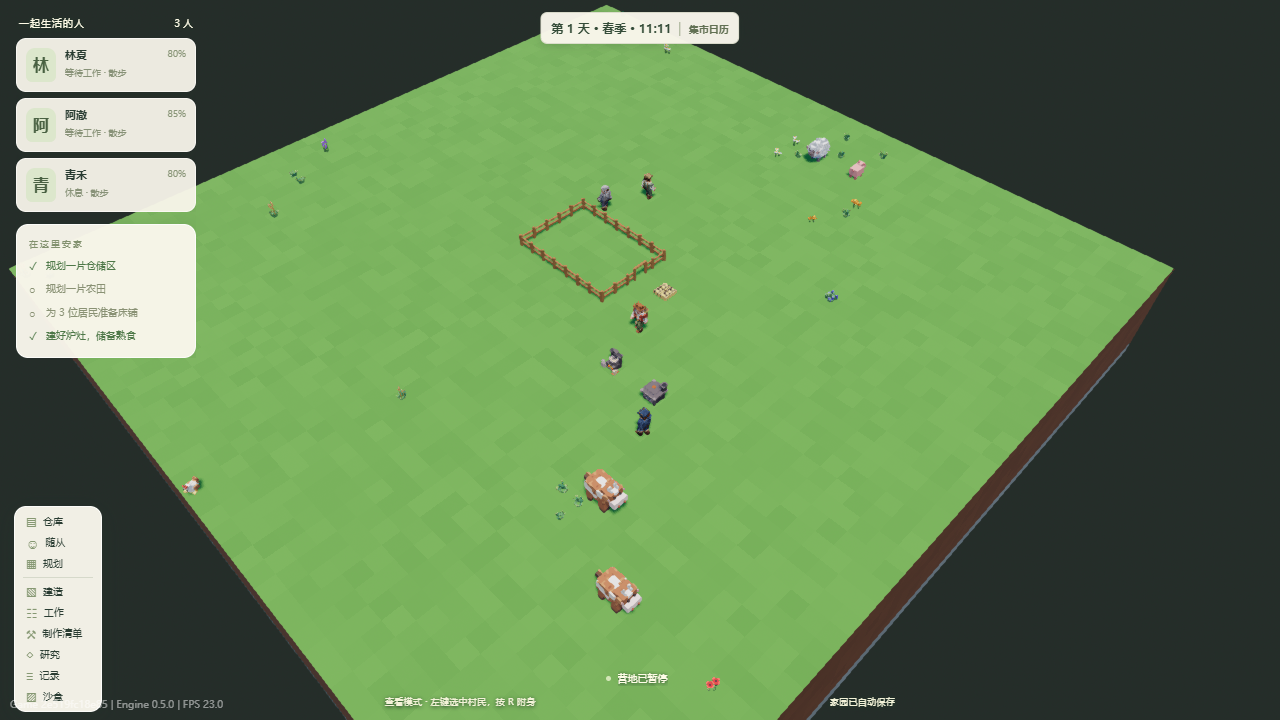 一起生活的人 3 人
林 林夏 80%
等待工作 · 散步
阿 阿澈 85%
等待工作 · 散步
青 青禾 80%
休息 · 散步
在这里安家
✓ 规划一片仓储区
○ 规划一片农田
○ 为 3 位居民准备床铺
✓ 建好炉灶，储备熟食
第 1 天 • 春季 • 11:11 | 集市日历
仓库
随从
规划
建造
工作
制作清单
研究
记录
沙盒
| Engine 0.5.0 | FPS 23.0
营地已暂停
查看模式 · 左键选中村民，按 R 附身
家园已自动保存